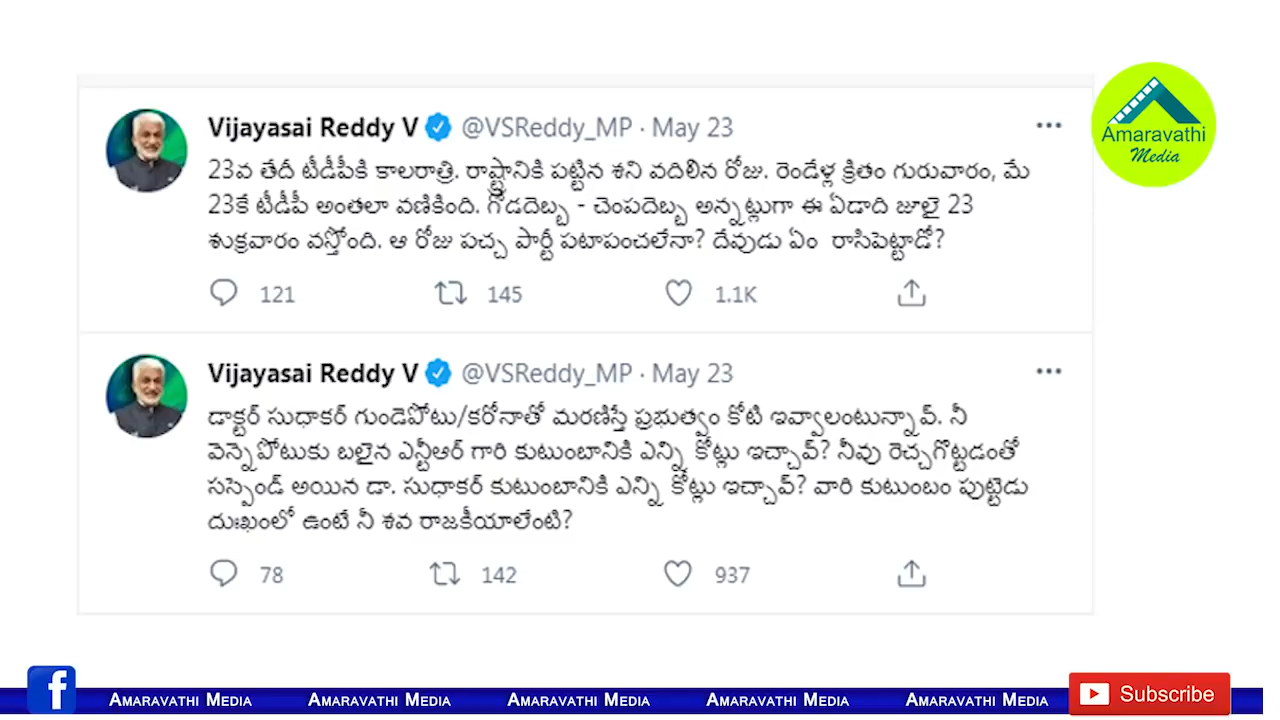 Vijayasai Reddy V @VSReddy_MP · May 23
23వ తేదీ టీడీపీకి కాలరాత్రి. రాష్ట్రానికి పట్టిన శని వదిలిన రోజు. రెండేళ్ల క్రితం గురువారం, మే
23కే టీడీపీ అంతలా వణికింది. గోడదెబ్బ - చెంపదెబ్బ అన్నట్లుగా ఈ ఏడాది జూలై 23
శుక్రవారం వస్తోంది. ఆ రోజు పచ్చ పార్టీ పటాపంచలేనా? దేవుడు ఏం రాసిపెట్టాడో?
121 145 1.1K
Vijayasai Reddy V @VSReddy_MP · May 23
డాక్టర్ సుధాకర్ గుండెపోటు/కరోనాతో మరణిస్తే ప్రభుత్వం కోటి ఇవ్వాలంటున్నావ్. నీ
వెన్నెపోటుకు బలైన ఎన్టీఆర్ గారి కుటుంబానికి ఎన్ని కోట్లు ఇచ్చావ్? నీవు రెచ్చగొట్టడంతో
సస్పెండ్ అయిన డా. సుధాకర్ కుటుంబానికి ఎన్ని కోట్లు ఇచ్చావ్? వారి కుటుంబం పుట్టెడు
దుఃఖంలో ఉంటే నీ శవ రాజకీయాలేంటి?
78 142 937
Amaravathi
Media
f Amaravathi Media Amaravathi Media Amaravathi Media Amaravathi Media Amaravathi Media Subscribe